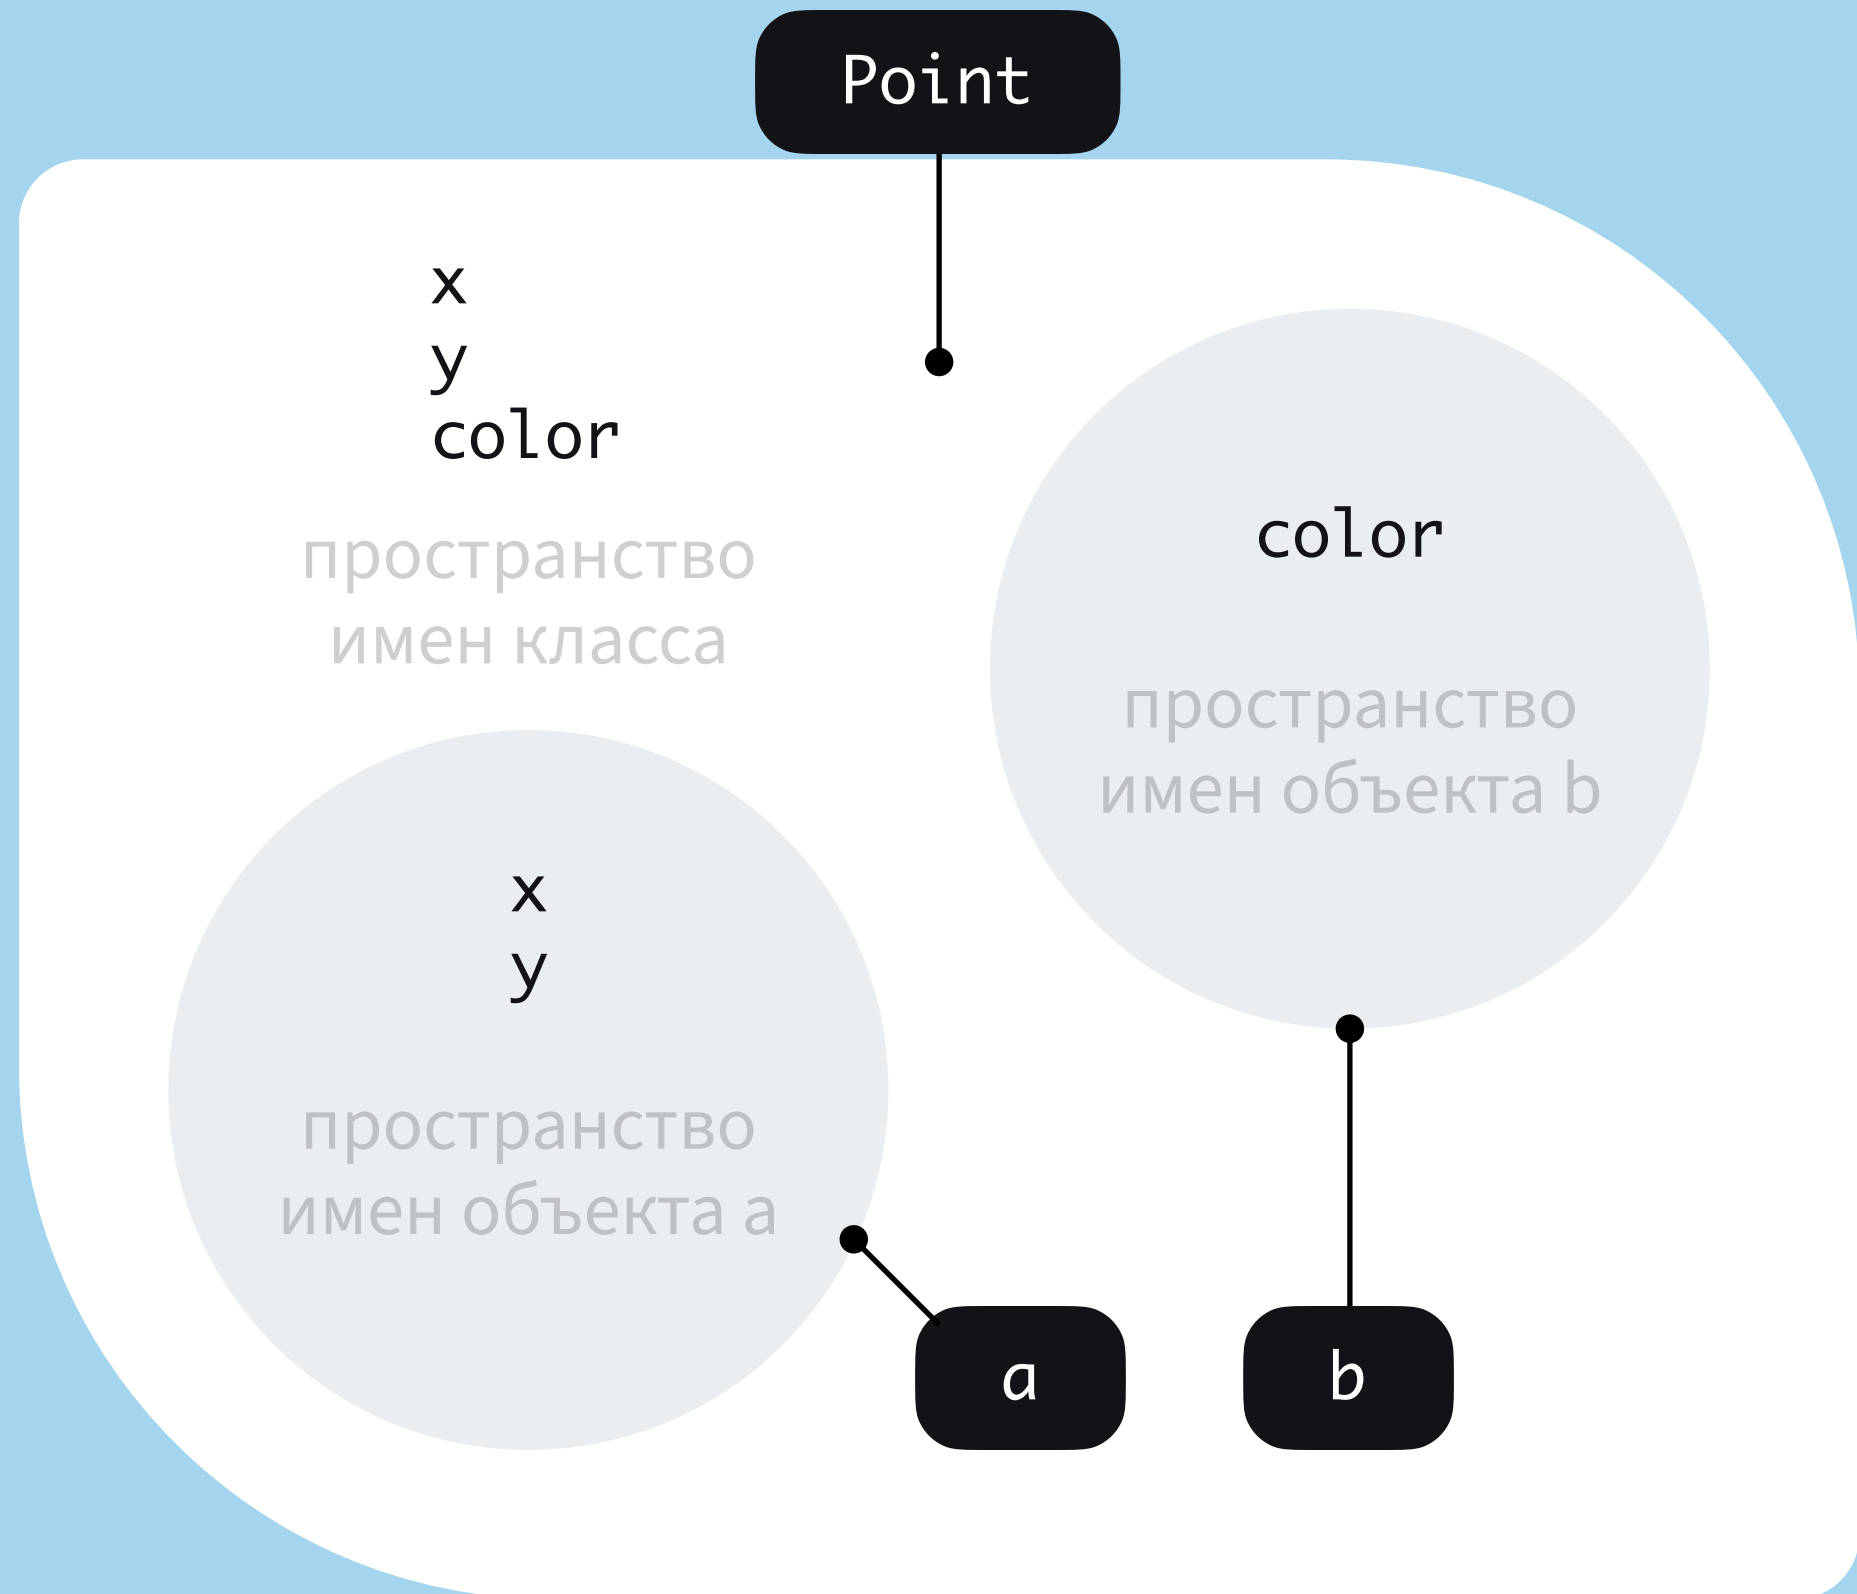 Point
x
y
color
пространство
имен класса
color
пространство
имен объекта b
x
y
пространство
имен объекта a
a
b